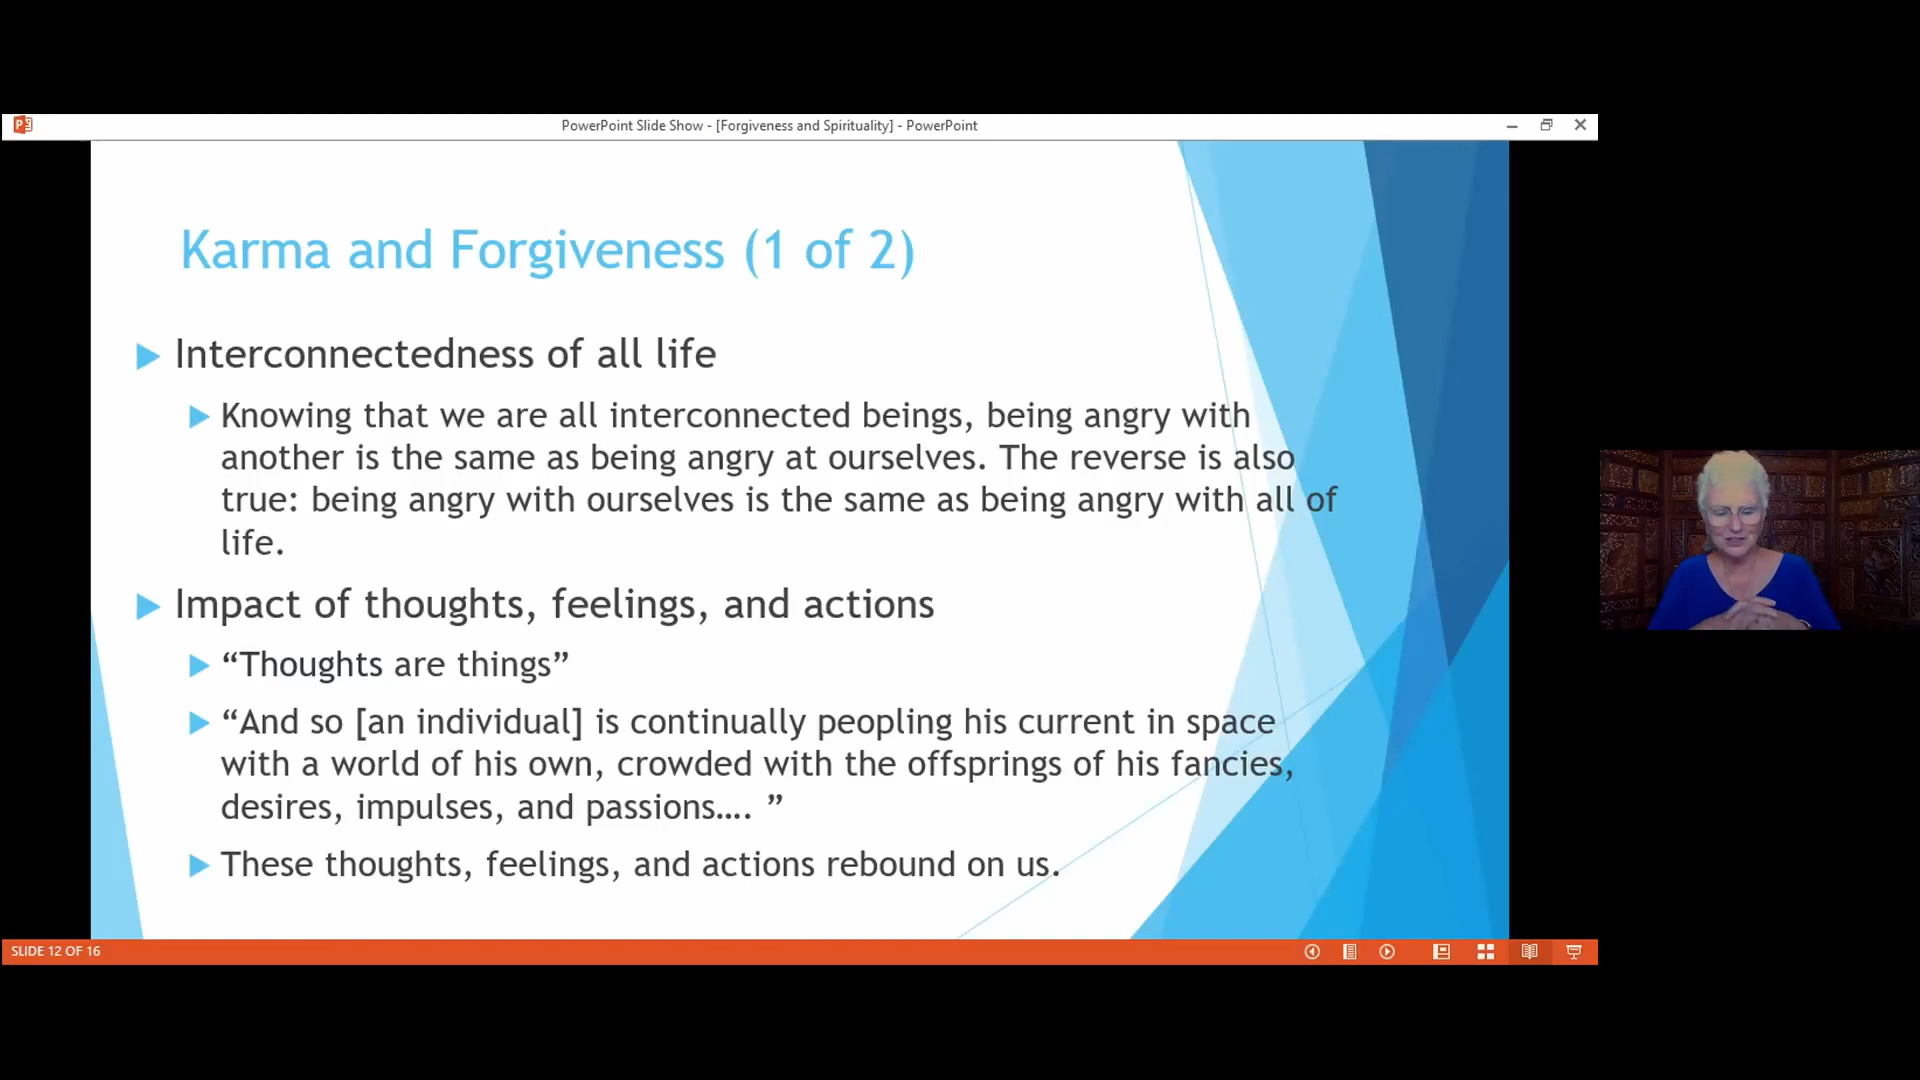 PowerPoint Slide Show - [Forgiveness and Spirituality] - PowerPoint
Karma and Forgiveness (1 of 2)
Interconnectedness of all life
Knowing that we are all interconnected beings, being angry with
another is the same as being angry at ourselves. The reverse is also
true: being angry with ourselves is the same as being angry with all of
life.
Impact of thoughts, feelings, and actions
“Thoughts are things”
“And so [an individual] is continually peopling his current in space
with a world of his own, crowded with the offsprings of his fancies,
desires, impulses, and passions…. ”
These thoughts, feelings, and actions rebound on us.
SLIDE 12 OF 16